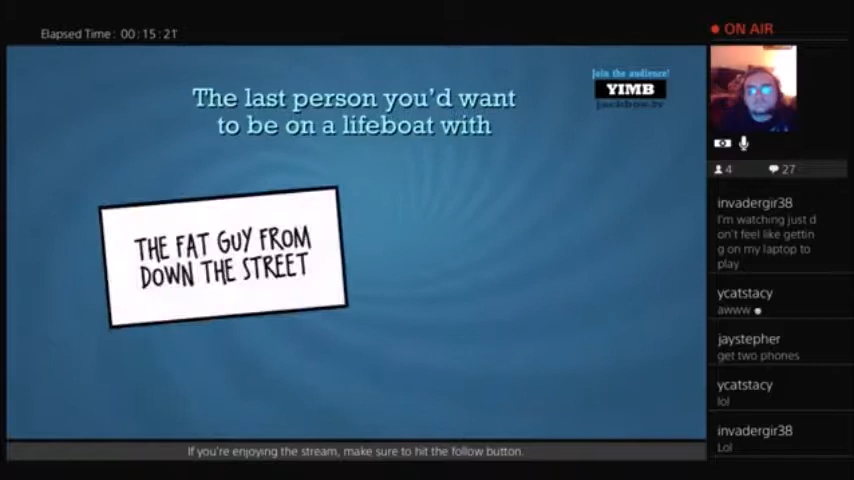 Elapsed Time: 00:15:21
ON AIR
The last person you'd want
to be on a lifeboat with
Join the audience!
YIMB
jackbox.tv
THE FAT GUY FROM
DOWN THE STREET
4
27
invadergir38
I'm watching just d
on't feel like gettin
g on my laptop to
play
ycatstacy
awww
jaystepher
get two phones
ycatstacy
lol
invadergir38
Lol
If you're enjoying the stream, make sure to hit the follow button.